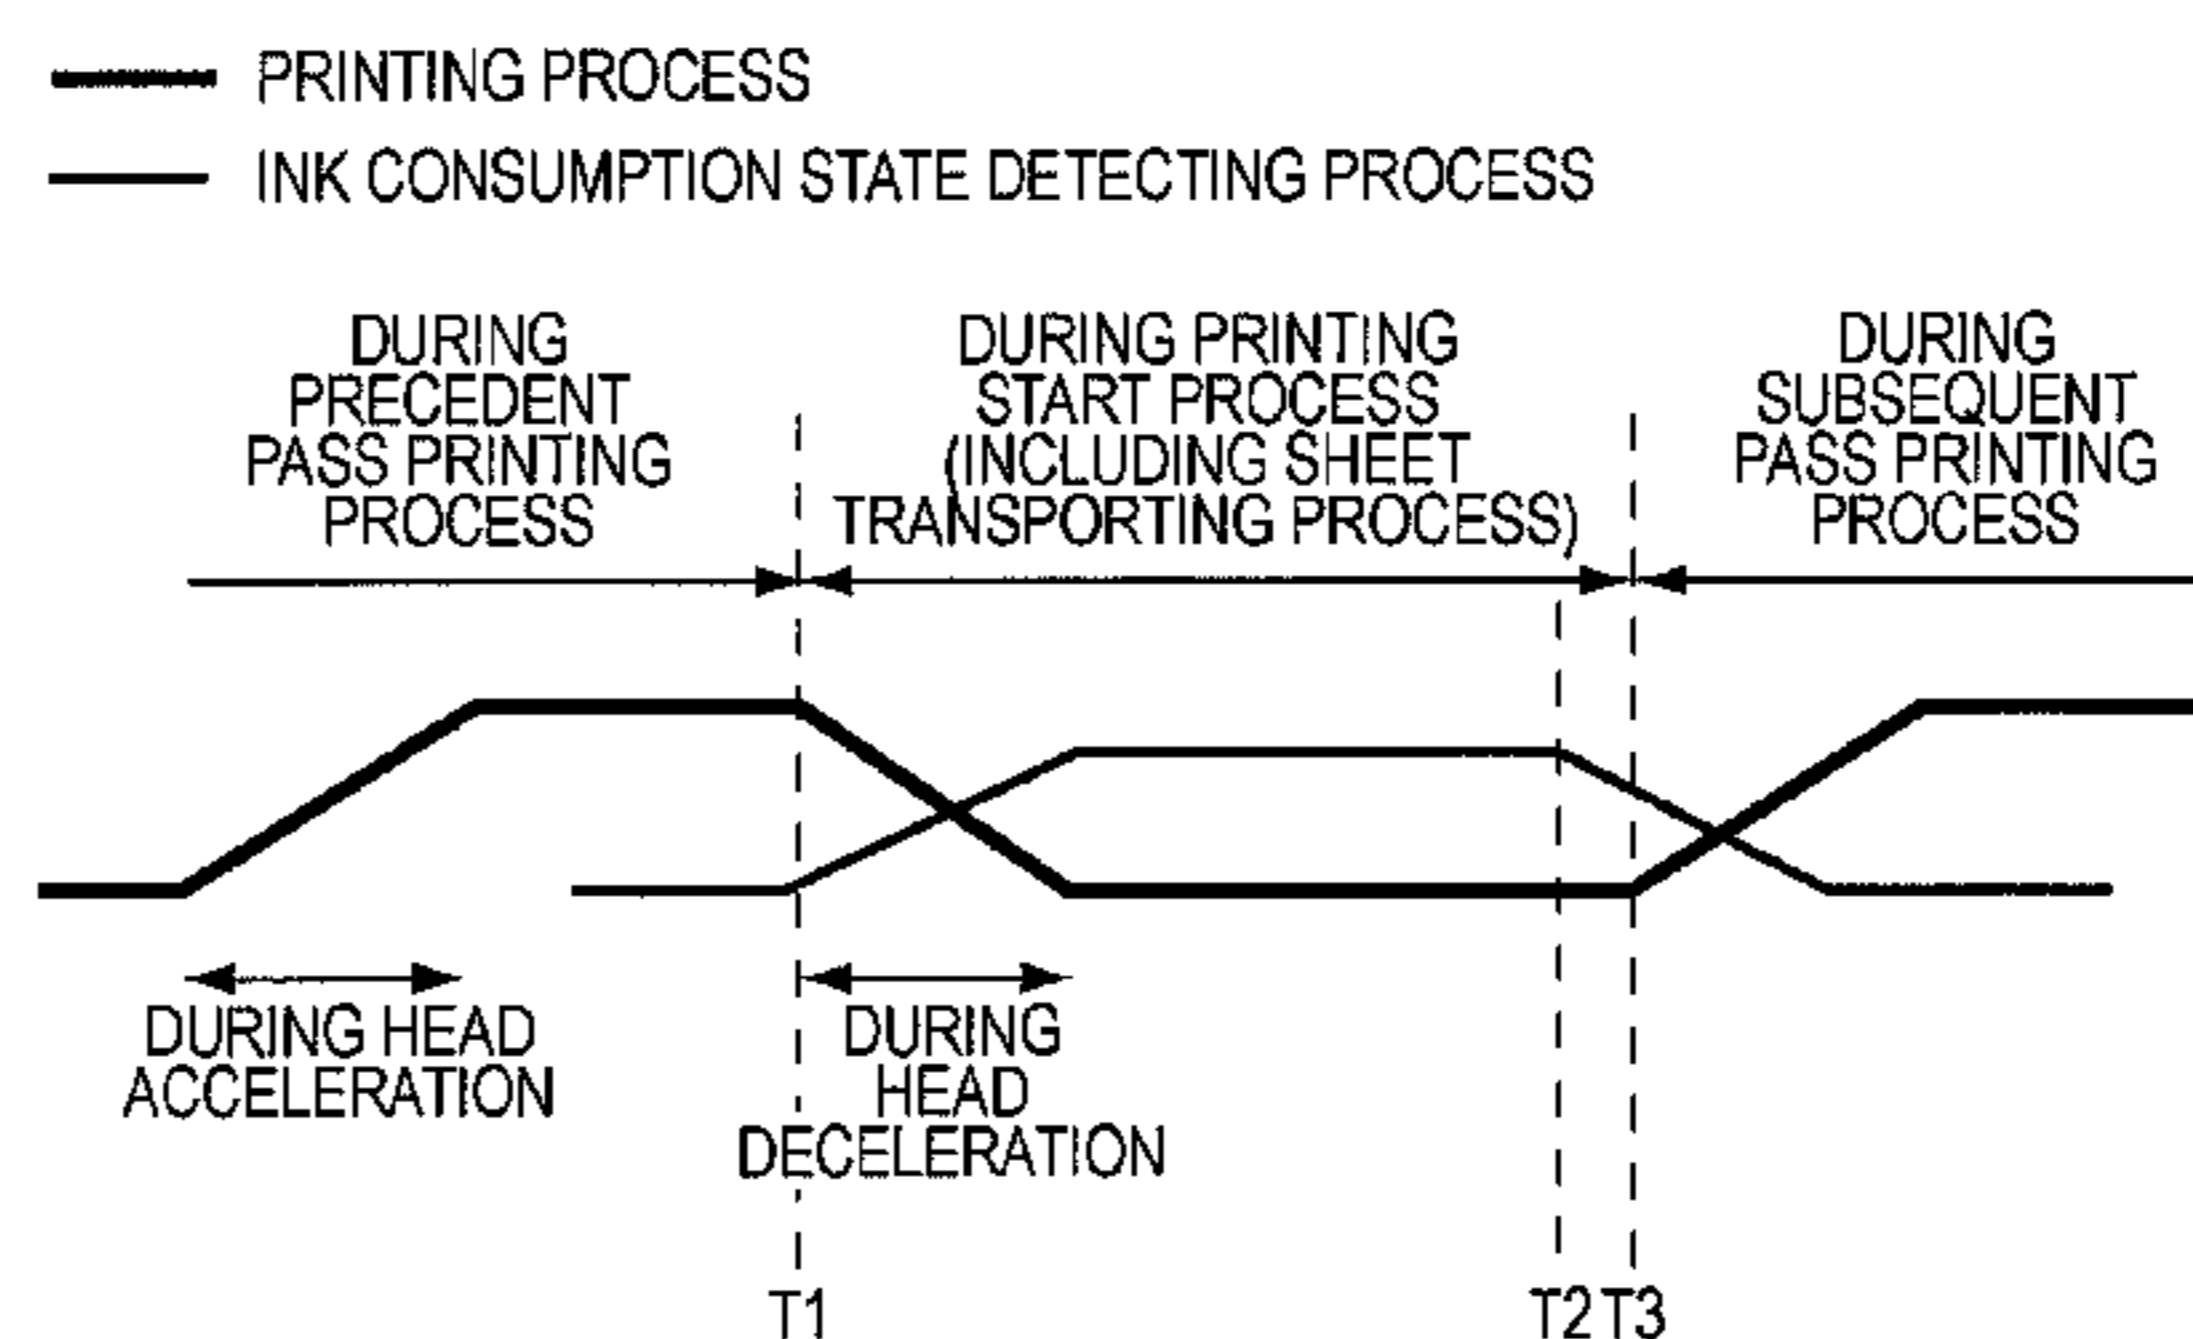 PRINTING PROCESS
INK CONSUMPTION STATE DETECTING PROCESS
DURING
PRECEDENT
PASS PRINTING
PROCESS
DURING PRINTING
START PROCESS
(INCLUDING SHEET
TRANSPORTING PROCESS)
DURING
SUBSEQUENT
PASS PRINTING
PROCESS
DURING HEAD
ACCELERATION
DURING
HEAD
DECELERATION
T1
T2
T3